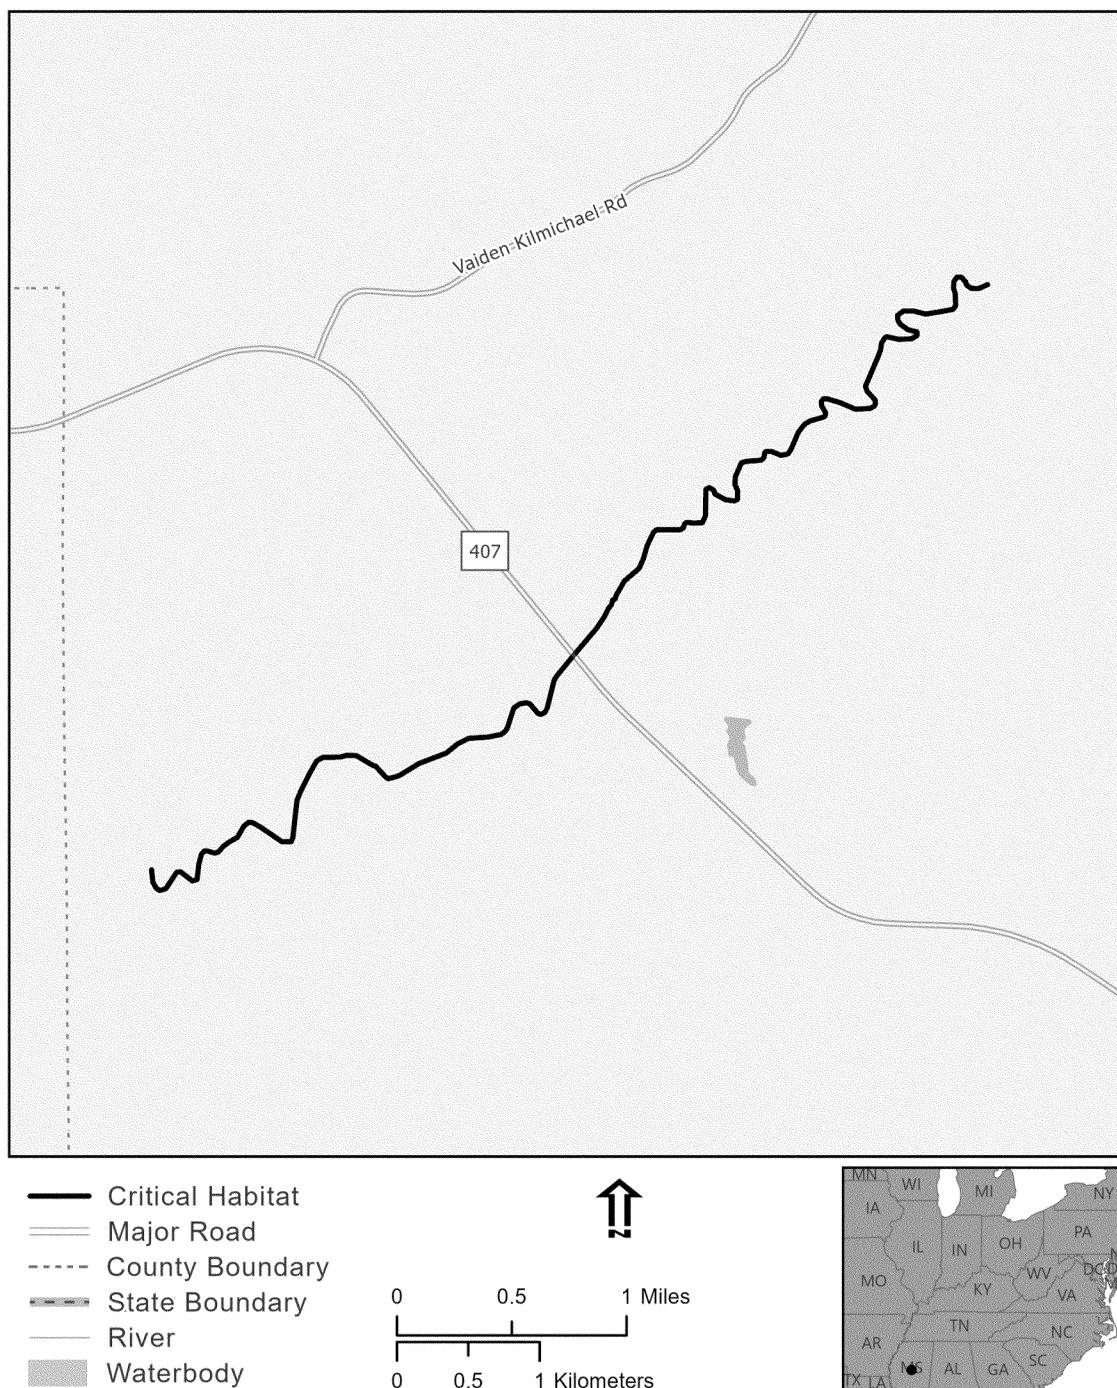 Vaiden-Kilmichael-Rd
407
Critical Habitat
Major Road
County Boundary
State Boundary
River
Waterbody
N
0 0.5 1 Miles
0 0.5 1 Kilometers
MN
WI
MI
NY
IA
PA
IL
IN
OH
WV
DC
MO
KY
VA
TN
NC
AR
SC
MS
AL
GA
TX
LA